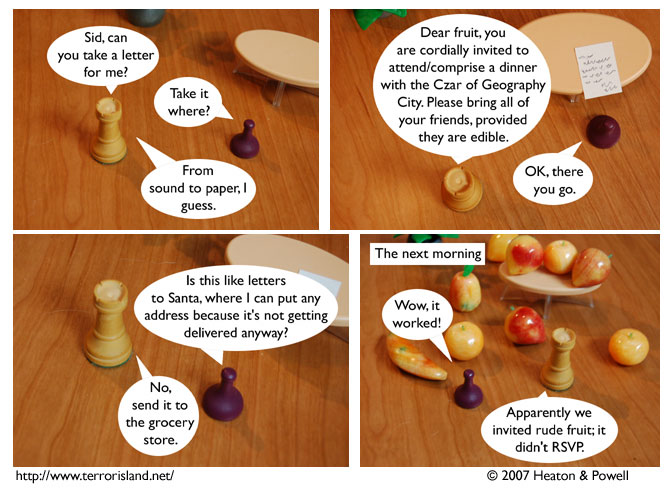 Sid, can
you take a letter
for me?
Take it
where?
From
sound to paper, I
guess.
Dear fruit, you
are cordially invited to
attend/comprise a dinner
with the Czar of Geography
City. Please bring all of
your friends, provided
they are edible.
OK, there
you go.
Is this like letters
to Santa, where I can put any
address because it's not getting
delivered anyway?
No,
send it to
the grocery
store.
The next morning
Wow, it
worked!
Apparently we
invited rude fruit; it
didn't RSVP.
http://www.terrorisland.net/
© 2007 Heaton & Powell